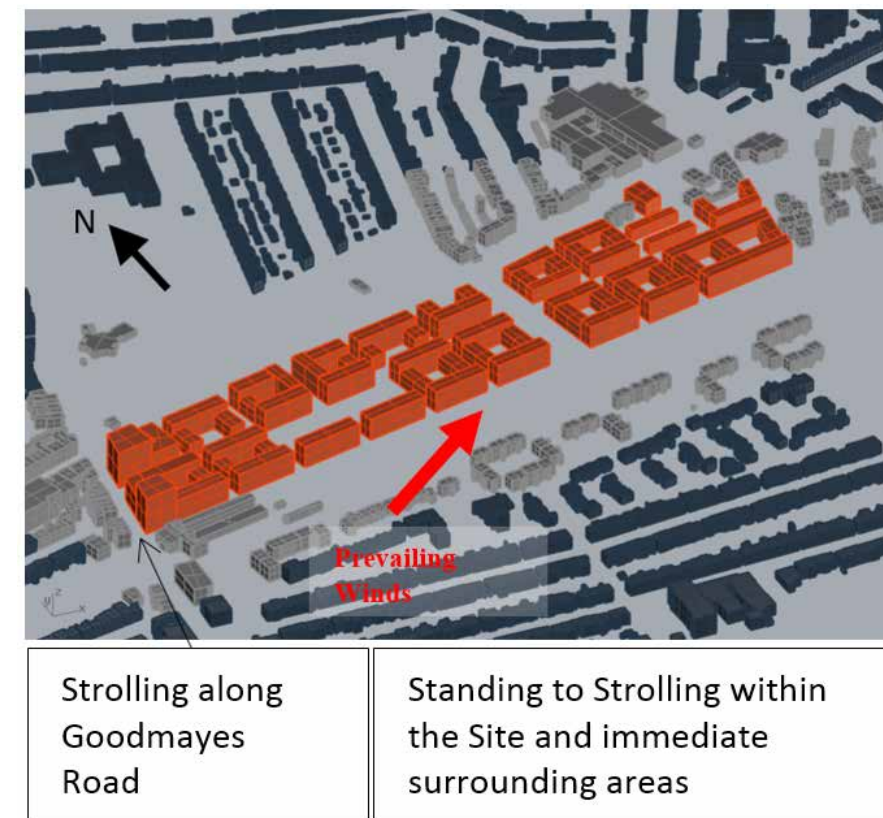 N
Prevailing
Winds
z
y
x
Strolling along
Goodmayes
Road
Standing to Strolling within
the Site and immediate
surrounding areas